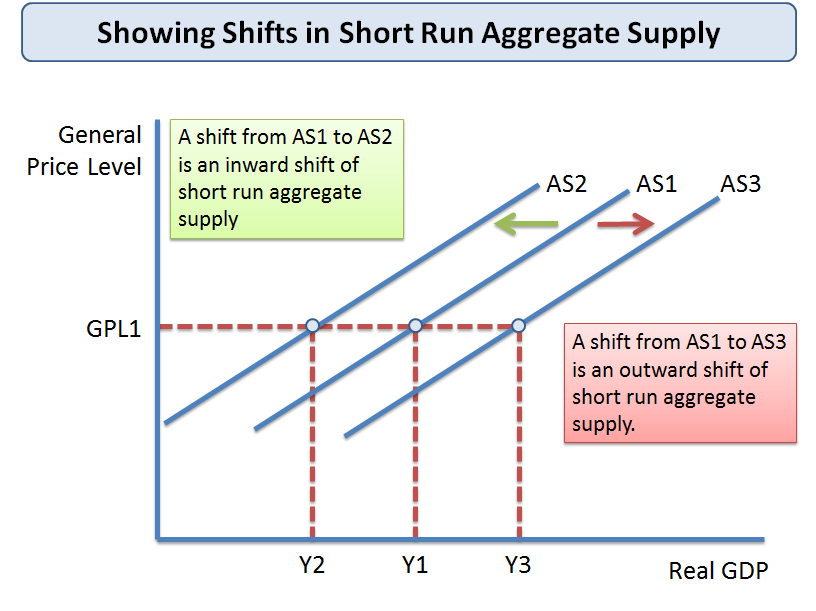 Showing Shifts in Short Run Aggregate Supply
General
Price Level
A shift from AS1 to AS2
is an inward shift of
short run aggregate
supply
AS2
AS1
AS3
GPL1
A shift from AS1 to AS3
is an outward shift of
short run aggregate
supply.
Y2
Y1
Y3
Real GDP